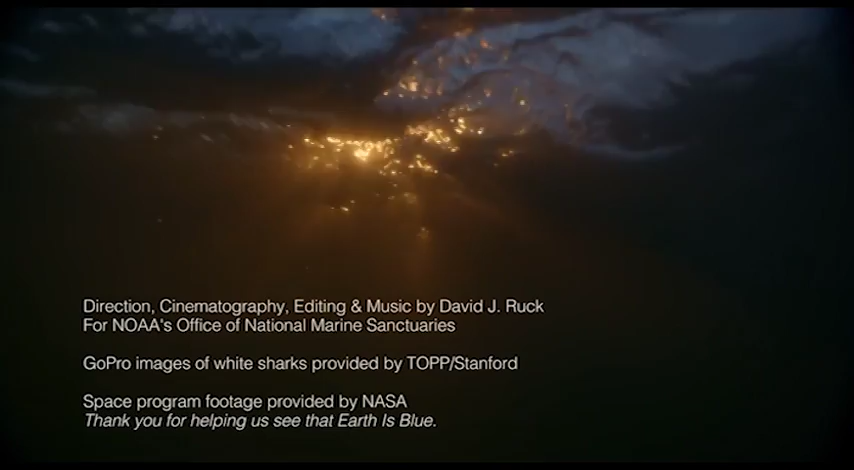 Direction, Cinematography, Editing & Music by David J. Ruck
For NOAA's Office of National Marine Sanctuaries
GoPro images of white sharks provided by TOPP/Stanford
Space program footage provided by NASA
Thank you for helping us see that Earth Is Blue.